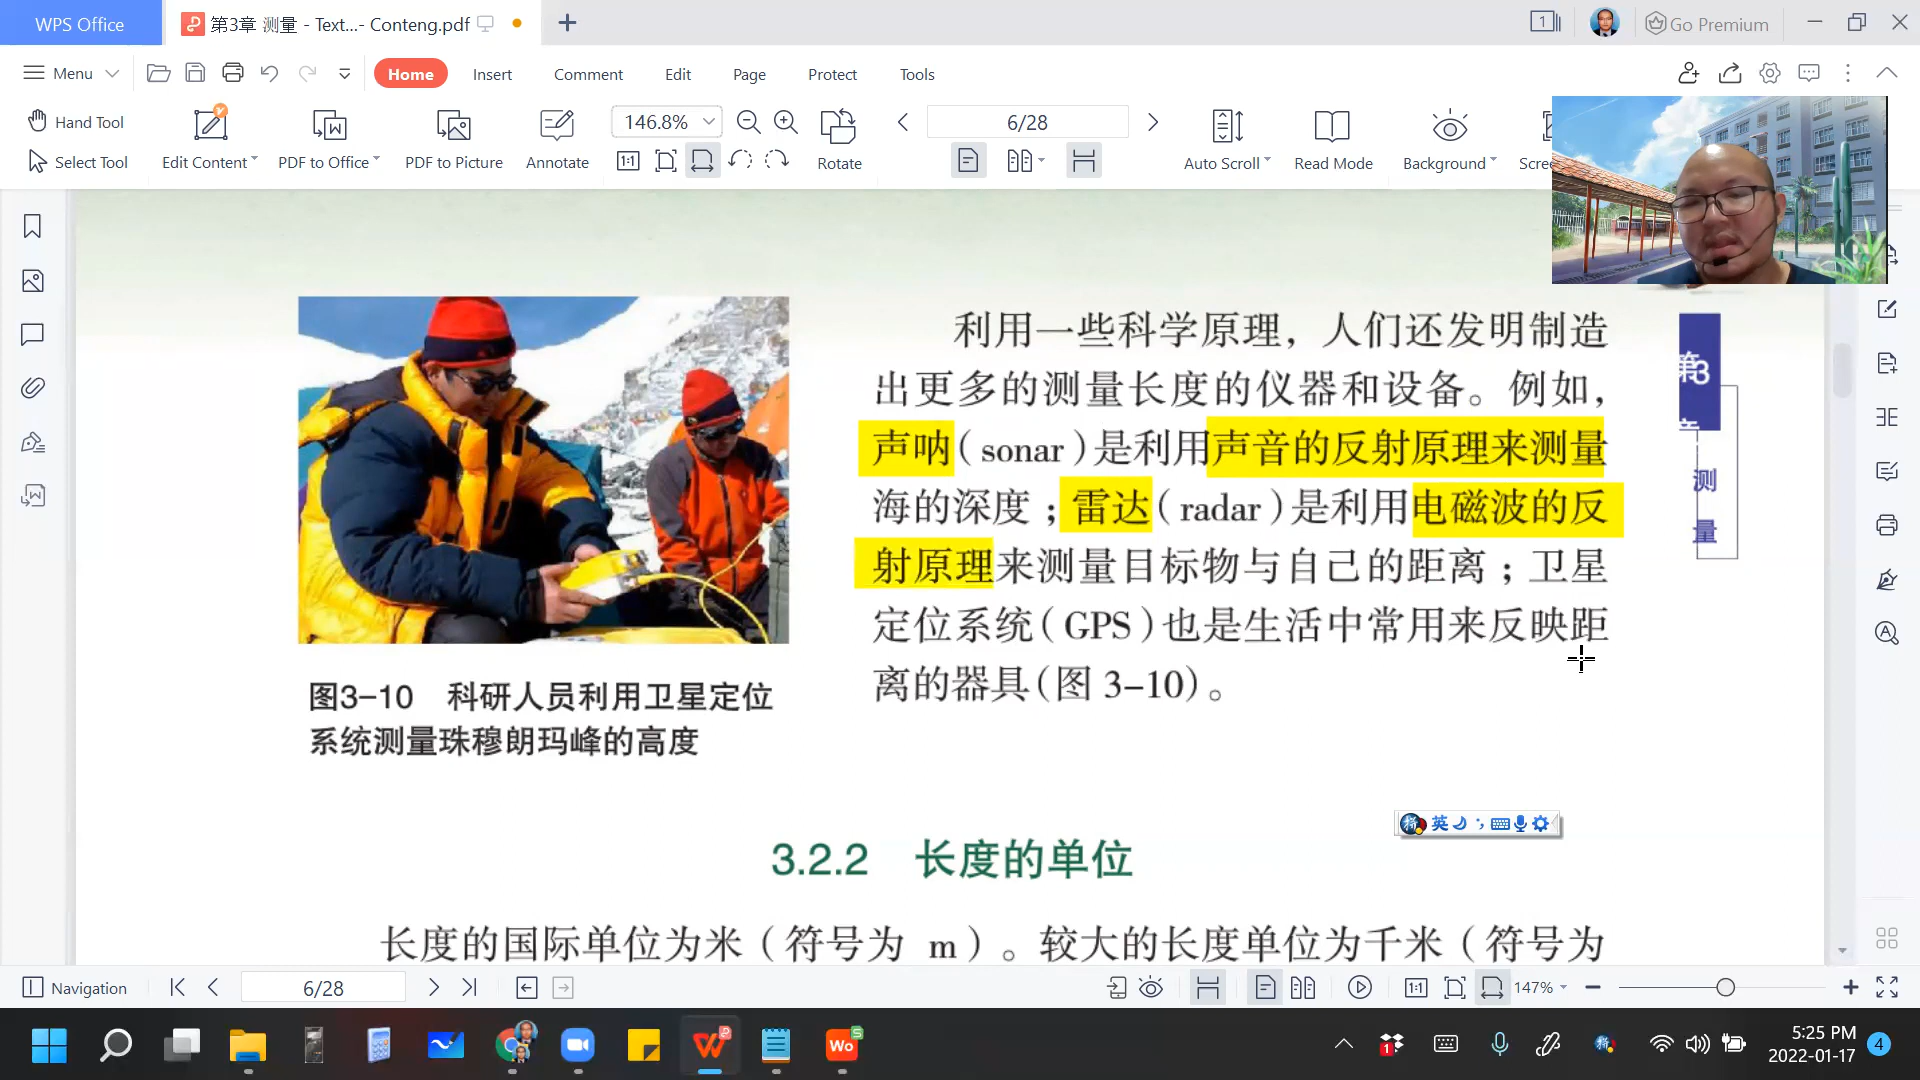 WPS Office
第3章 测量 - Text...- Conteng.pdf
1
Go Premium
Menu
Home
Insert
Comment
Edit
Page
Protect
Tools
Hand Tool
Select Tool
Edit Content
PDF to Office
PDF to Picture
Annotate
146.8%
1:1
Rotate
6/28
Auto Scroll
Read Mode
Background
利用一些科学原理，人们还发明制造
出更多的测量长度的仪器和设备。例如，
声呐（sonar）是利用声音的反射原理来测量
海的深度；雷达（radar）是利用电磁波的反
射原理来测量目标物与自己的距离；卫星
定位系统（GPS）也是生活中常用来反映距
离的器具（图 3–10）。
图3–10 科研人员利用卫星定位
系统测量珠穆朗玛峰的高度
第3章
测量
英
3.2.2 长度的单位
长度的国际单位为米（符号为 m）。较大的长度单位为千米（符号为
Navigation
6/28
1:1
147%
Wo
1
5:25 PM
2022-01-17
4